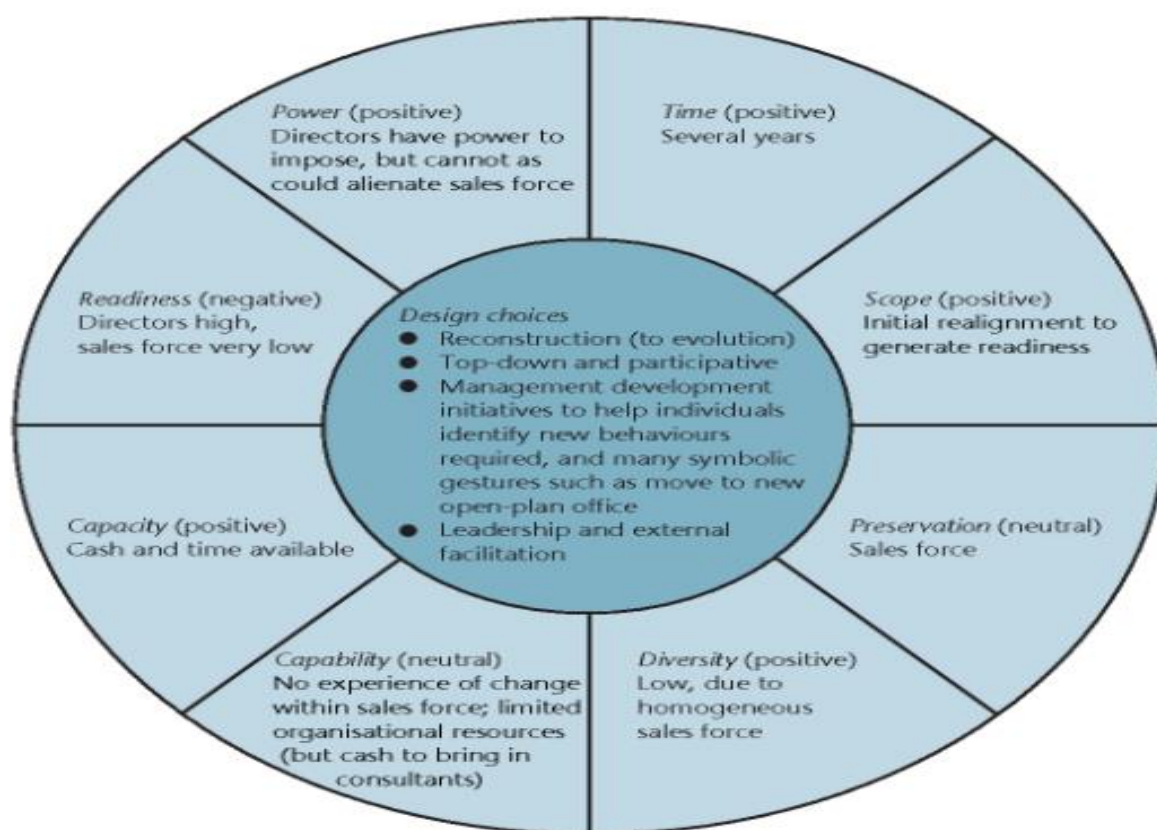 Power (positive)
Directors have power to
impose, but cannot as
could alienate sales force
Time (positive)
Several years
Scope (positive)
Initial realignment to
generate readiness
Preservation (neutral)
Sales force
Diversity (positive)
Low, due to
homogeneous
sales force
Capability (neutral)
No experience of change
within sales force; limited
organisational resources
(but cash to bring in
consultants)
Capacity (positive)
Cash and time available
Readiness (negative)
Directors high,
sales force very low
Design choices
● Reconstruction (to evolution)
● Top-down and participative
● Management development
initiatives to help individuals
identify new behaviours
required, and many symbolic
gestures such as move to new
open-plan office
● Leadership and external
facilitation